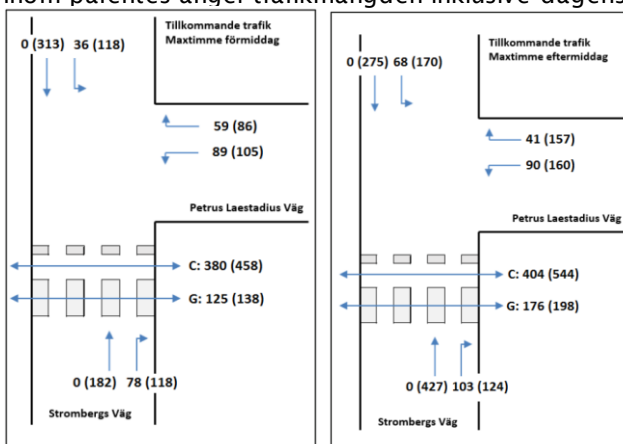 inom parentes anger trafikmängden inklusive dagens
Tillkommande trafik
Maxtimme förmiddag
0 (313) 36 (118)
59 (86)
89 (105)
Petrus Laestadius Väg
C: 380 (458)
G: 125 (138)
0 (182) 78 (118)
Strombergs Väg
Tillkommande trafik
Maxtimme eftermiddag
0 (275) 68 (170)
41 (157)
90 (160)
Petrus Laestadius Väg
C: 404 (544)
G: 176 (198)
0 (427) 103 (124)
Strombergs Väg